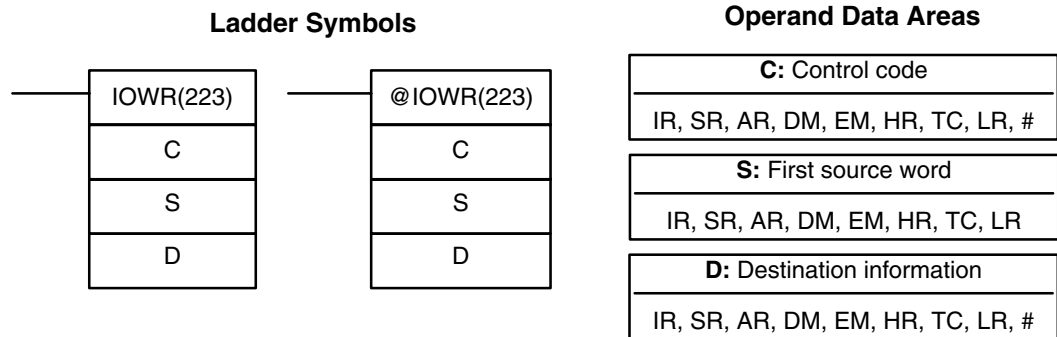 Ladder Symbols
IOWR(223)
C
S
D
@IOWR(223)
C
S
D
Operand Data Areas
C: Control code
IR, SR, AR, DM, EM, HR, TC, LR, #
S: First source word
IR, SR, AR, DM, EM, HR, TC, LR
D: Destination information
IR, SR, AR, DM, EM, HR, TC, LR, #